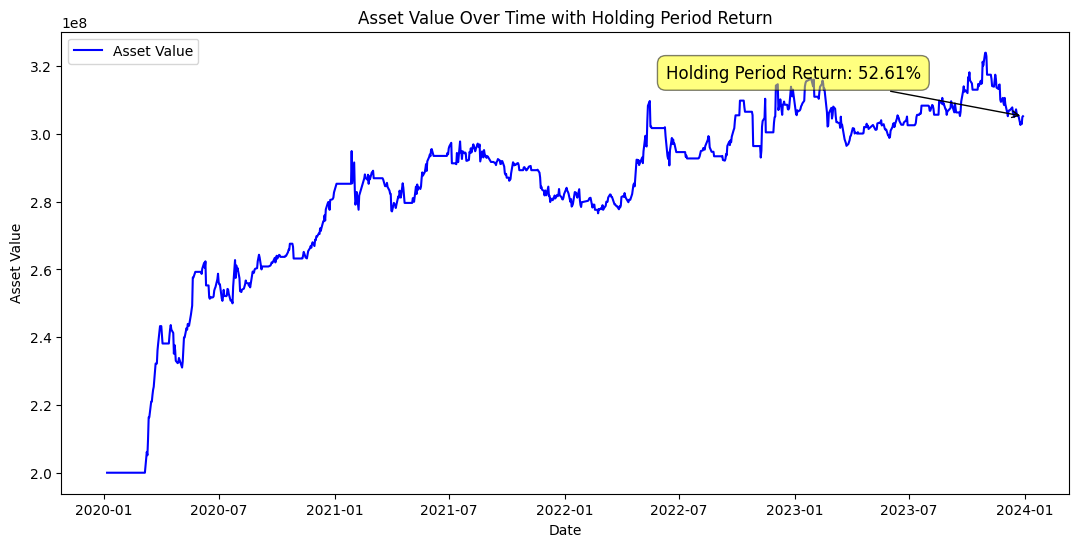 Asset Value Over Time with Holding Period Return
1e8
Asset Value
Holding Period Return: 52.61%
3.2
3.0
2.8
2.6
2.4
2.2
2.0
Asset Value
2020-01
2020-07
2021-01
2021-07
2022-01
2022-07
2023-01
2023-07
2024-01
Date